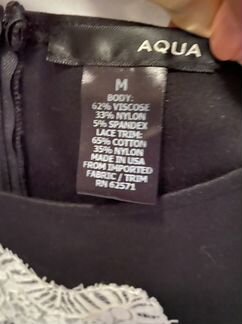 AQUA
M
BODY:
62% VISCOSE
33% NYLON
5% SPANDEX
LACE TRIM:
65% COTTON
35% NYLON
MADE IN USA
FROM IMPORTED
FABRIC / TRIM
RN 62571